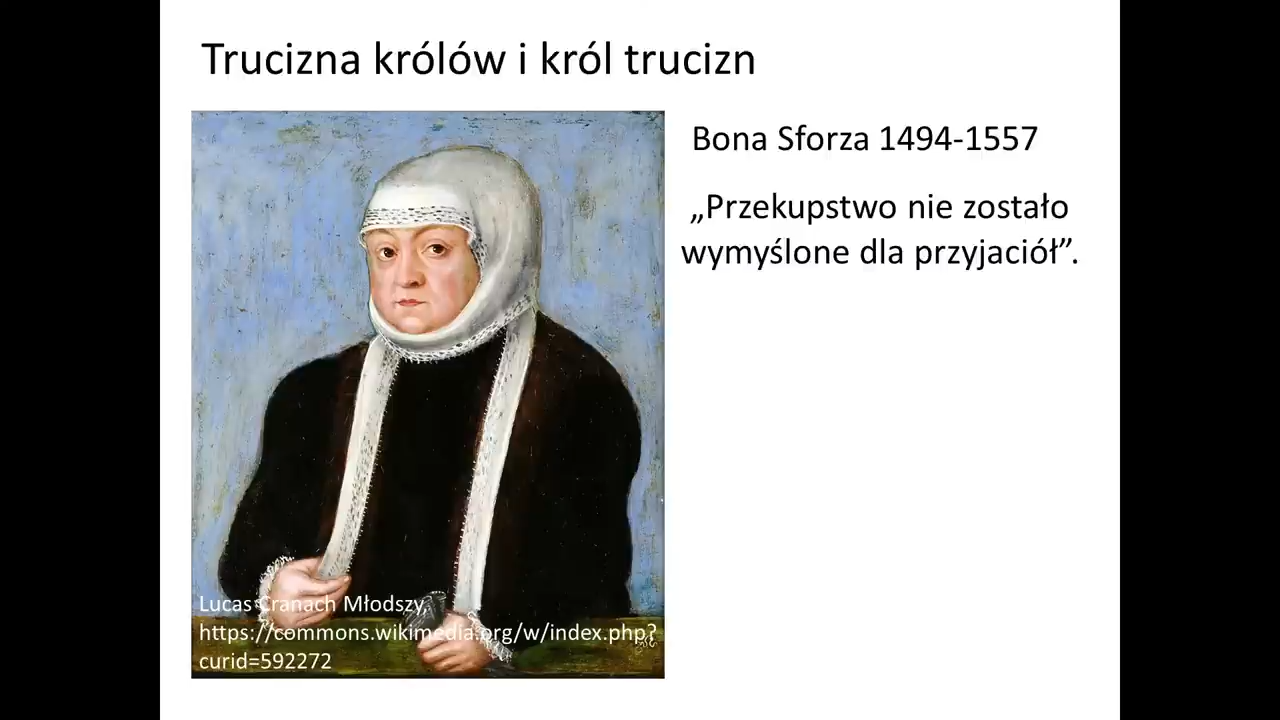 Trucizna królów i król trucizn
Bona Sforza 1494-1557
„Przekupstwo nie zostało
wymyślone dla przyjaciół”.
Lucas Cranach Młodszy,
https://commons.wikimedia.org/w/index.php?
curid=592272